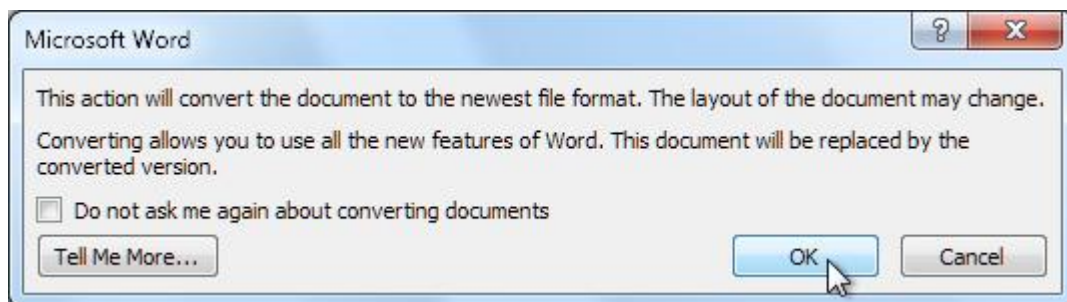 Microsoft Word
This action will convert the document to the newest file format. The layout of the document may change.
Converting allows you to use all the new features of Word. This document will be replaced by the
converted version.
Do not ask me again about converting documents
Tell Me More...
OK
Cancel